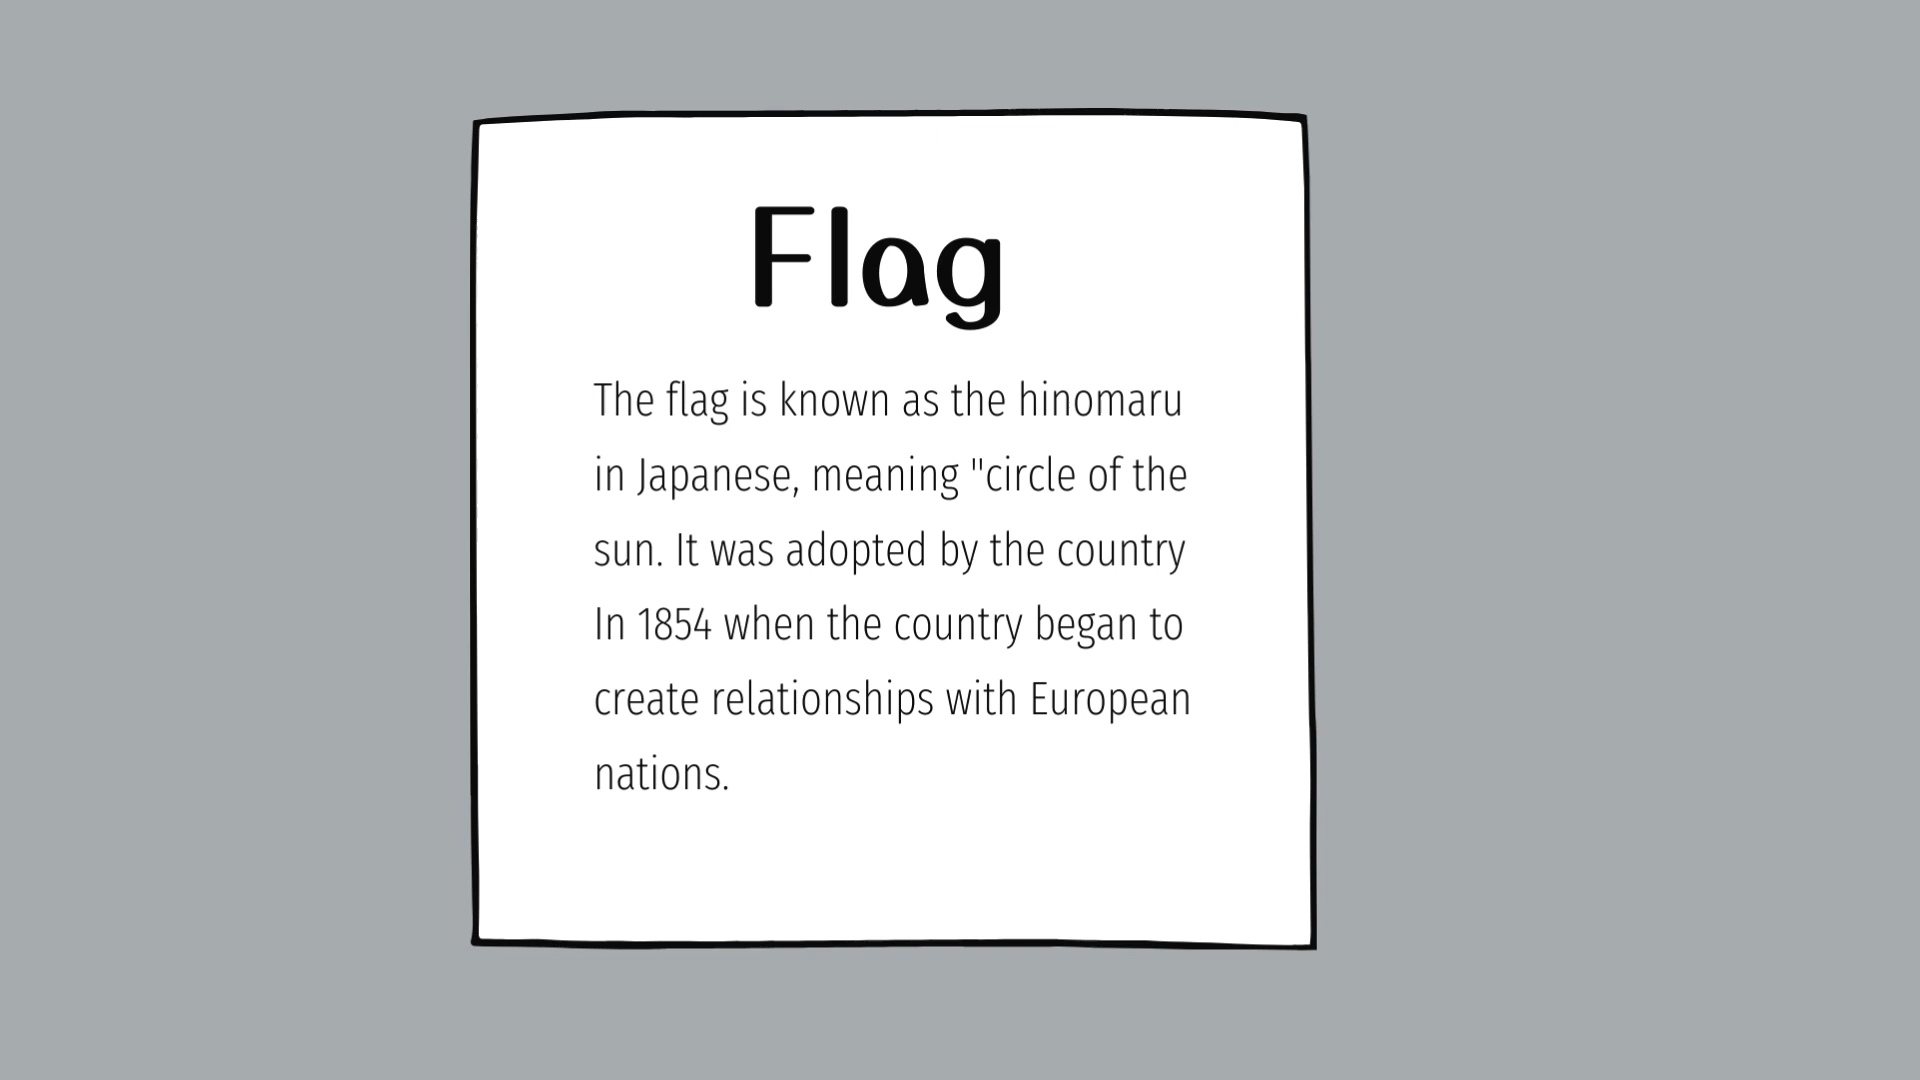 Flag
The flag is known as the hinomaru
in Japanese, meaning "circle of the
sun. It was adopted by the country
In 1854 when the country began to
create relationships with European
nations.